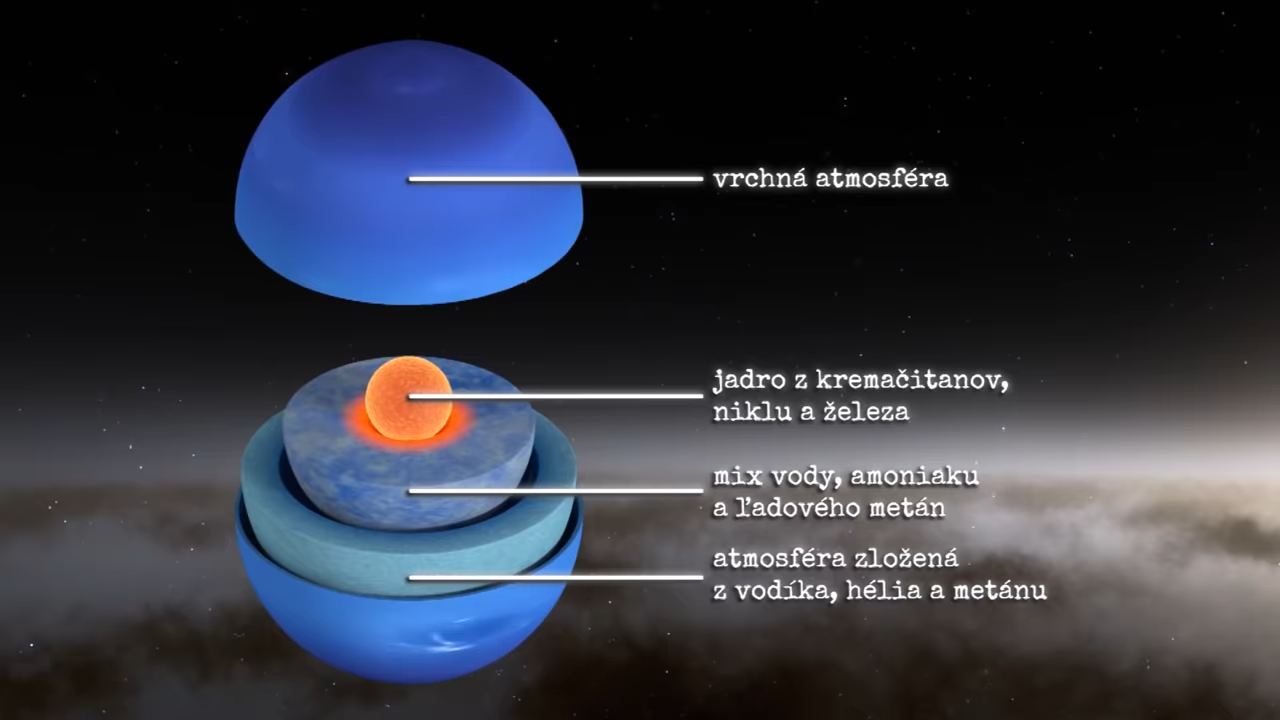 vrchná atmosféra
jadro z kremačitanov,
niklu a železa
mix vody, amoniaku
a ľadového metán
atmosféra zložená
z vodíka, hélia a metánu